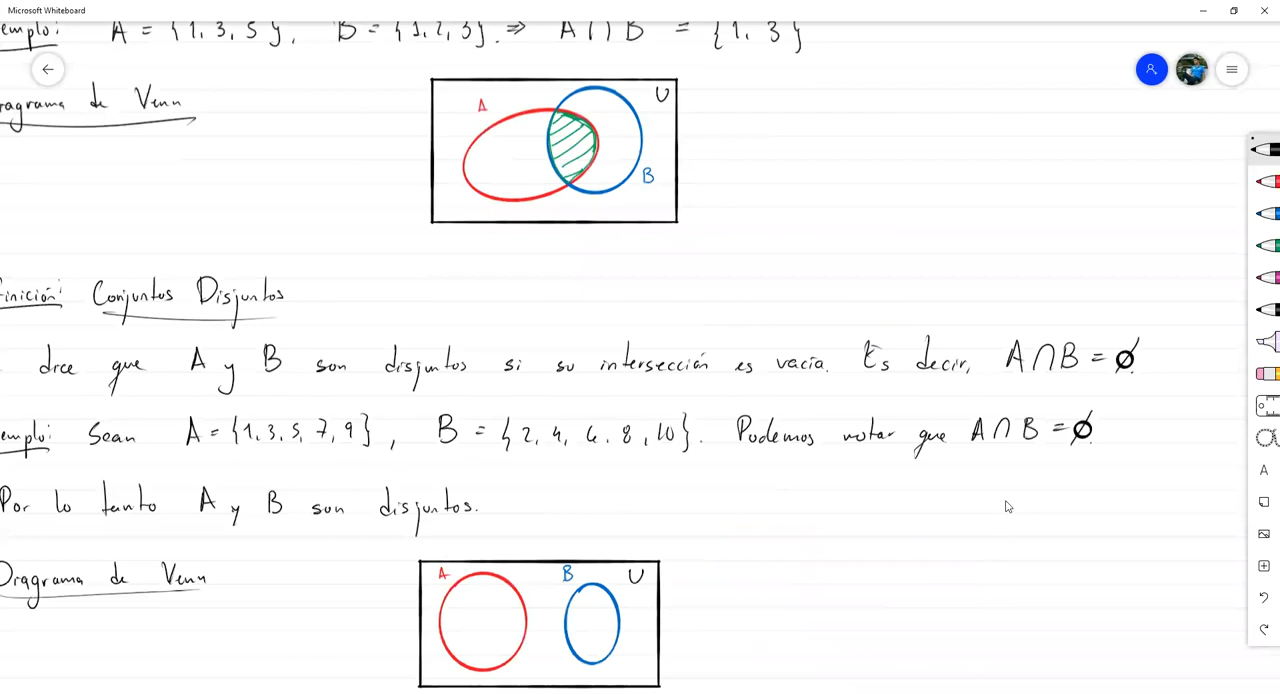 Microsoft Whiteboard
emplo: A = {1, 3, 5}, B = {1, 2, 3} ⇒ A ∩ B = {1, 3}
ragrama de Venn
A U
B
finición: Conjuntos Disjuntos
dice que A y B son disjuntos si su intersección es vacía. Es decir, A∩B = ∅.
emplo: Sean A = {1, 3, 5, 7, 9}, B = {2, 4, 6, 8, 10}. Podemos notar que A ∩ B = ∅.
Por lo tanto A y B son disjuntos.
Diagrama de Venn
A B U
A